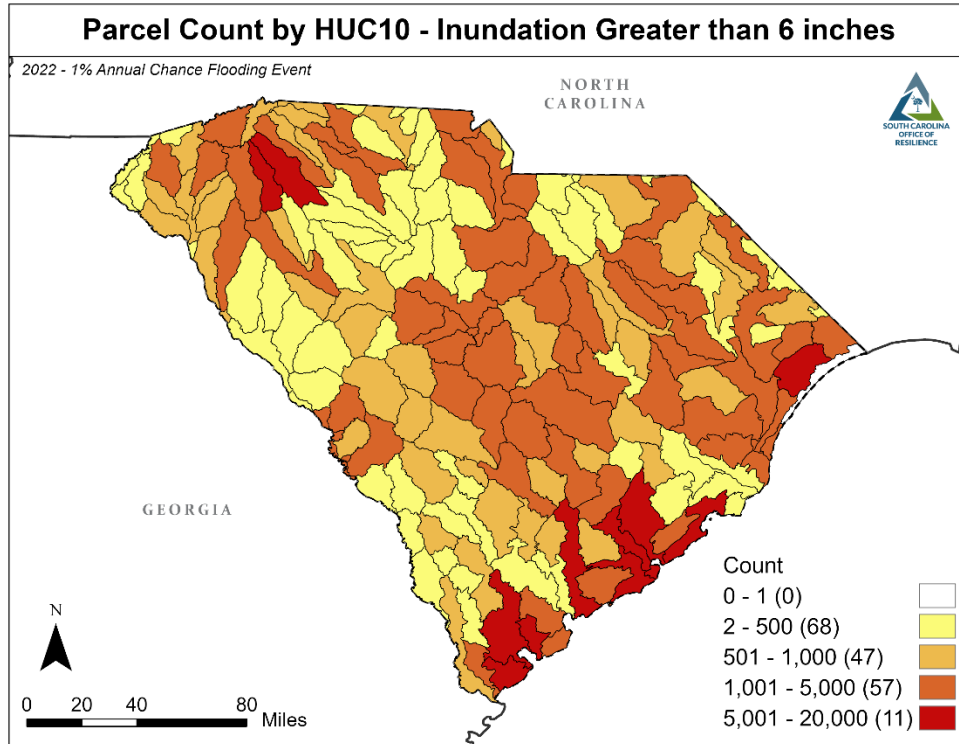 Parcel Count by HUC10 - Inundation Greater than 6 inches
2022 - 1% Annual Chance Flooding Event
NORTH
CAROLINA
SOUTH CAROLINA
OFFICE OF
RESILIENCE
GEORGIA
N
0 20 40 80
Miles
Count
0 - 1 (0)
2 - 500 (68)
501 - 1,000 (47)
1,001 - 5,000 (57)
5,001 - 20,000 (11)